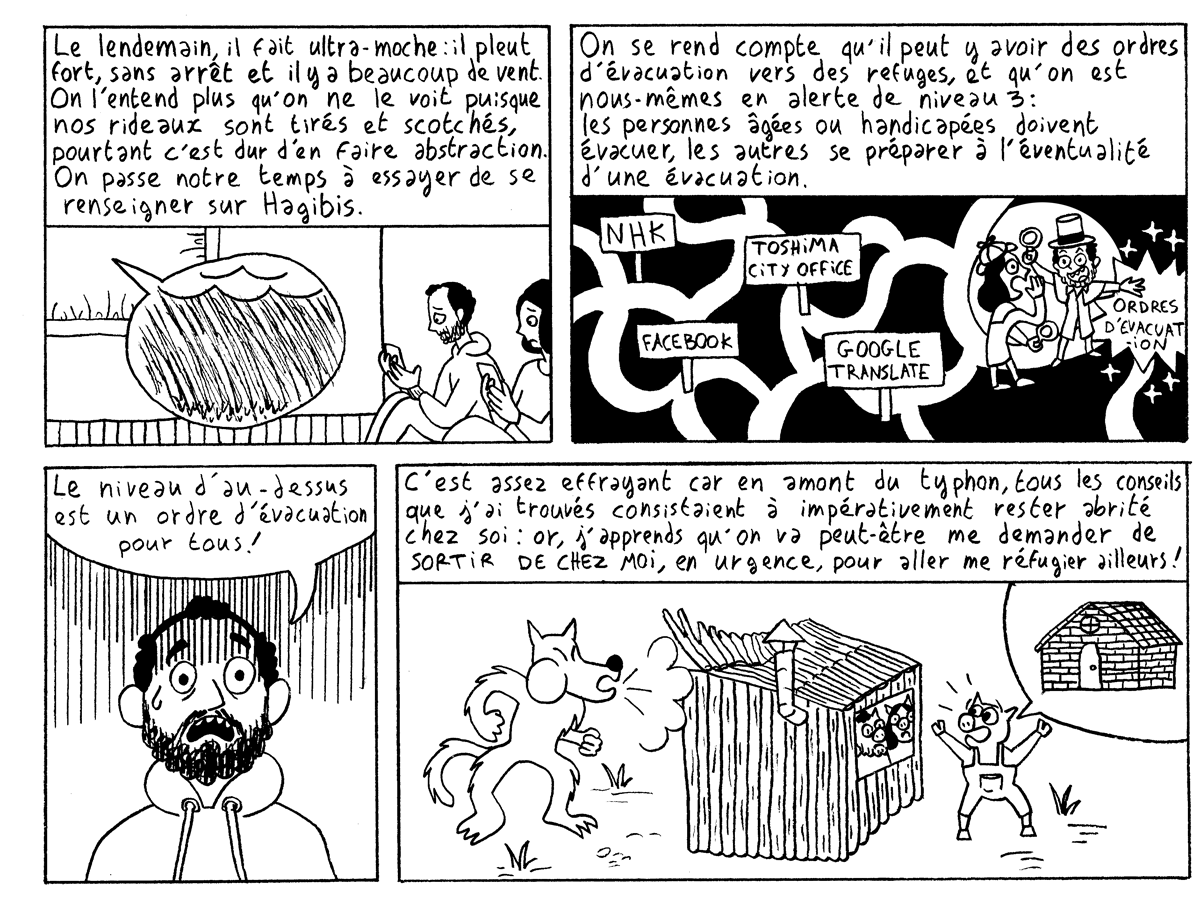 Le lendemain, il fait ultra-moche : il pleut
fort, sans arrêt et il y a beaucoup de vent.
On l'entend plus qu'on ne le voit puisque
nos rideaux sont tirés et scotchés,
pourtant c'est dur d'en faire abstraction.
On passe notre temps à essayer de se
renseigner sur Hagibis.
On se rend compte qu'il peut y avoir des ordres
d'évacuation vers des refuges, et qu'on est
nous-mêmes en alerte de niveau 3 :
les personnes âgées ou handicapées doivent
évacuer, les autres se préparer à l'éventualité
d'une évacuation.
NHK
TOSHIMA
CITY OFFICE
FACEBOOK
GOOGLE
TRANSLATE
ORDRES
D'ÉVACUAT
-ION
Le niveau d'au-dessus
est un ordre d'évacuation
pour tous !
C'est assez effrayant car en amont du typhon, tous les conseils
que j'ai trouvés consistaient à impérativement rester abrité
chez soi : or, j'apprends qu'on va peut-être me demander de
SORTIR DE CHEZ MOI, en urgence, pour aller me réfugier ailleurs !